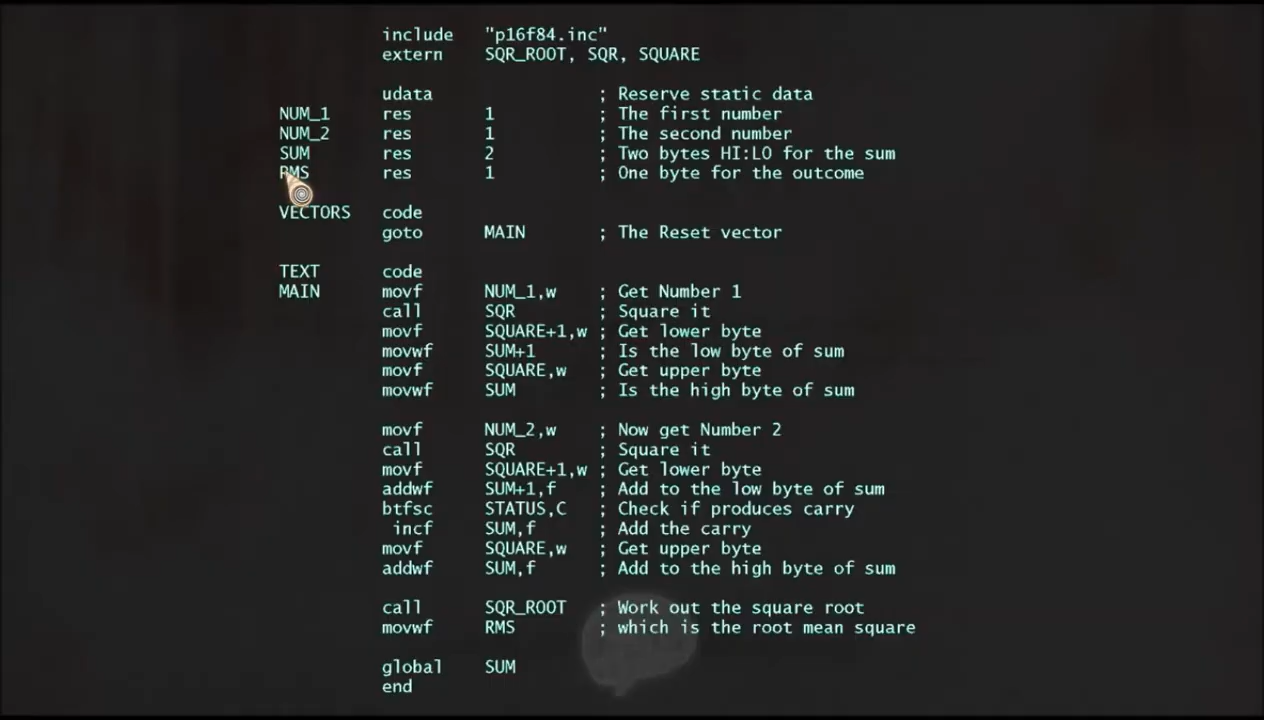 include "p16f84.inc"
extern SQR_ROOT, SQR, SQUARE
udata ; Reserve static data
NUM_1 res 1 ; The first number
NUM_2 res 1 ; The second number
SUM res 2 ; Two bytes HI:LO for the sum
RMS res 1 ; One byte for the outcome
VECTORS code
goto MAIN ; The Reset vector
TEXT code
MAIN movf NUM_1,w ; Get Number 1
call SQR ; Square it
movf SQUARE+1,w ; Get lower byte
movwf SUM+1 ; Is the low byte of sum
movf SQUARE,w ; Get upper byte
movwf SUM ; Is the high byte of sum
movf NUM_2,w ; Now get Number 2
call SQR ; Square it
movf SQUARE+1,w ; Get lower byte
addwf SUM+1,f ; Add to the low byte of sum
btfsc STATUS,C ; Check if produces carry
incf SUM,f ; Add the carry
movf SQUARE,w ; Get upper byte
addwf SUM,f ; Add to the high byte of sum
call SQR_ROOT ; Work out the square root
movwf RMS ; which is the root mean square
global SUM
end